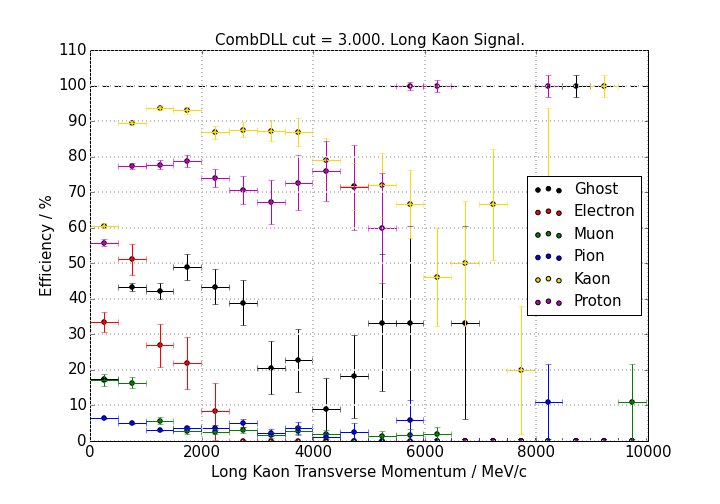 CombDLL cut = 3.000. Long Kaon Signal.
110
100
90
80
70
60
50
40
30
20
10
0
Efficiency / %
Ghost
Electron
Muon
Pion
Kaon
Proton
0 2000 4000 6000 8000 10000
Long Kaon Transverse Momentum / MeV/c